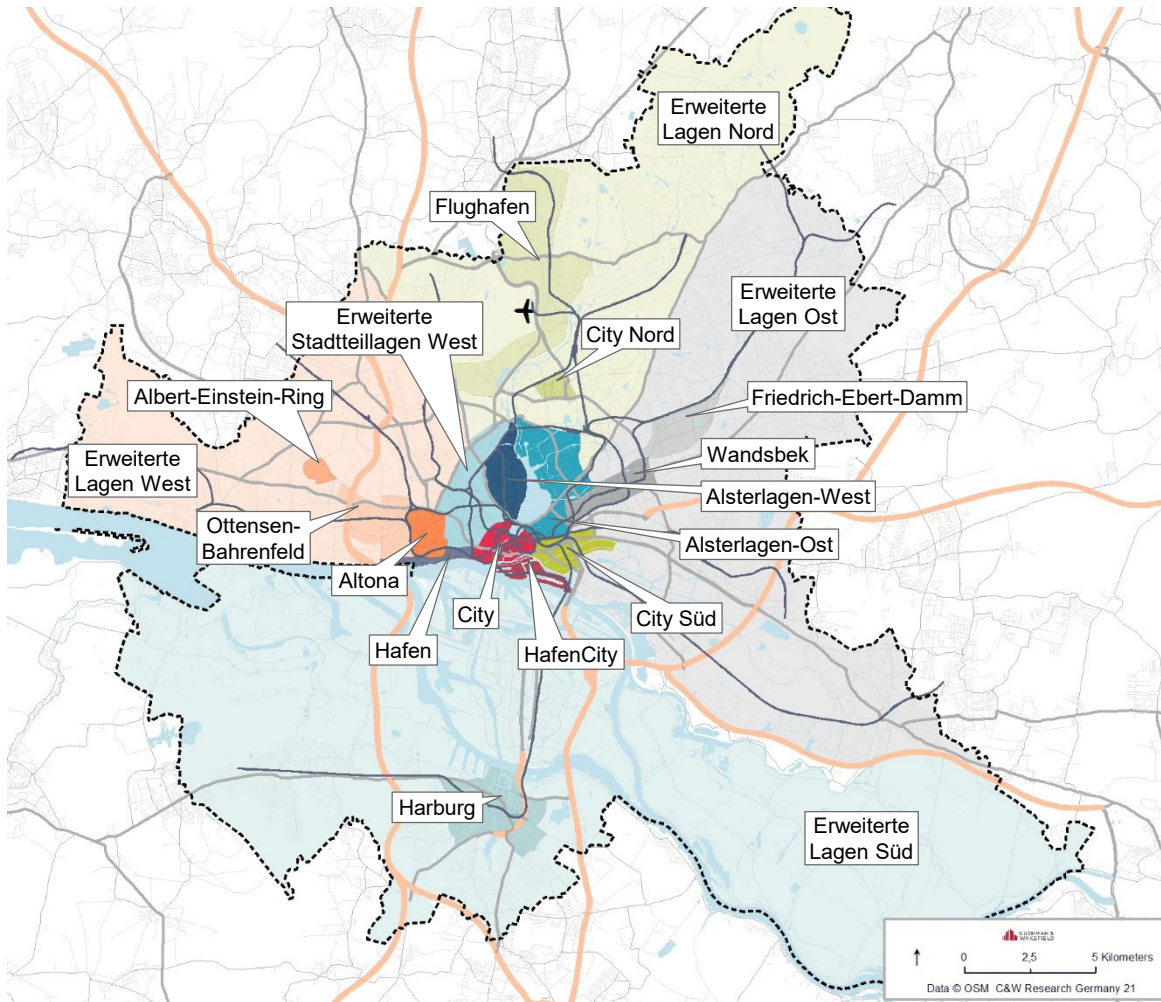 Erweiterte
Lagen Nord
Flughafen
Erweiterte
Lagen Ost
Erweiterte
Stadtteillagen West
City Nord
Albert-Einstein-Ring
Friedrich-Ebert-Damm
Erweiterte
Lagen West
Wandsbek
Alsterlagen-West
Ottensen-
Bahrenfeld
Alsterlagen-Ost
Altona
City
City Süd
Hafen
HafenCity
Harburg
Erweiterte
Lagen Süd
CUSHMAN &
WAKEFIELD
0 2,5 5 Kilometers
Data © OSM C&W Research Germany 21